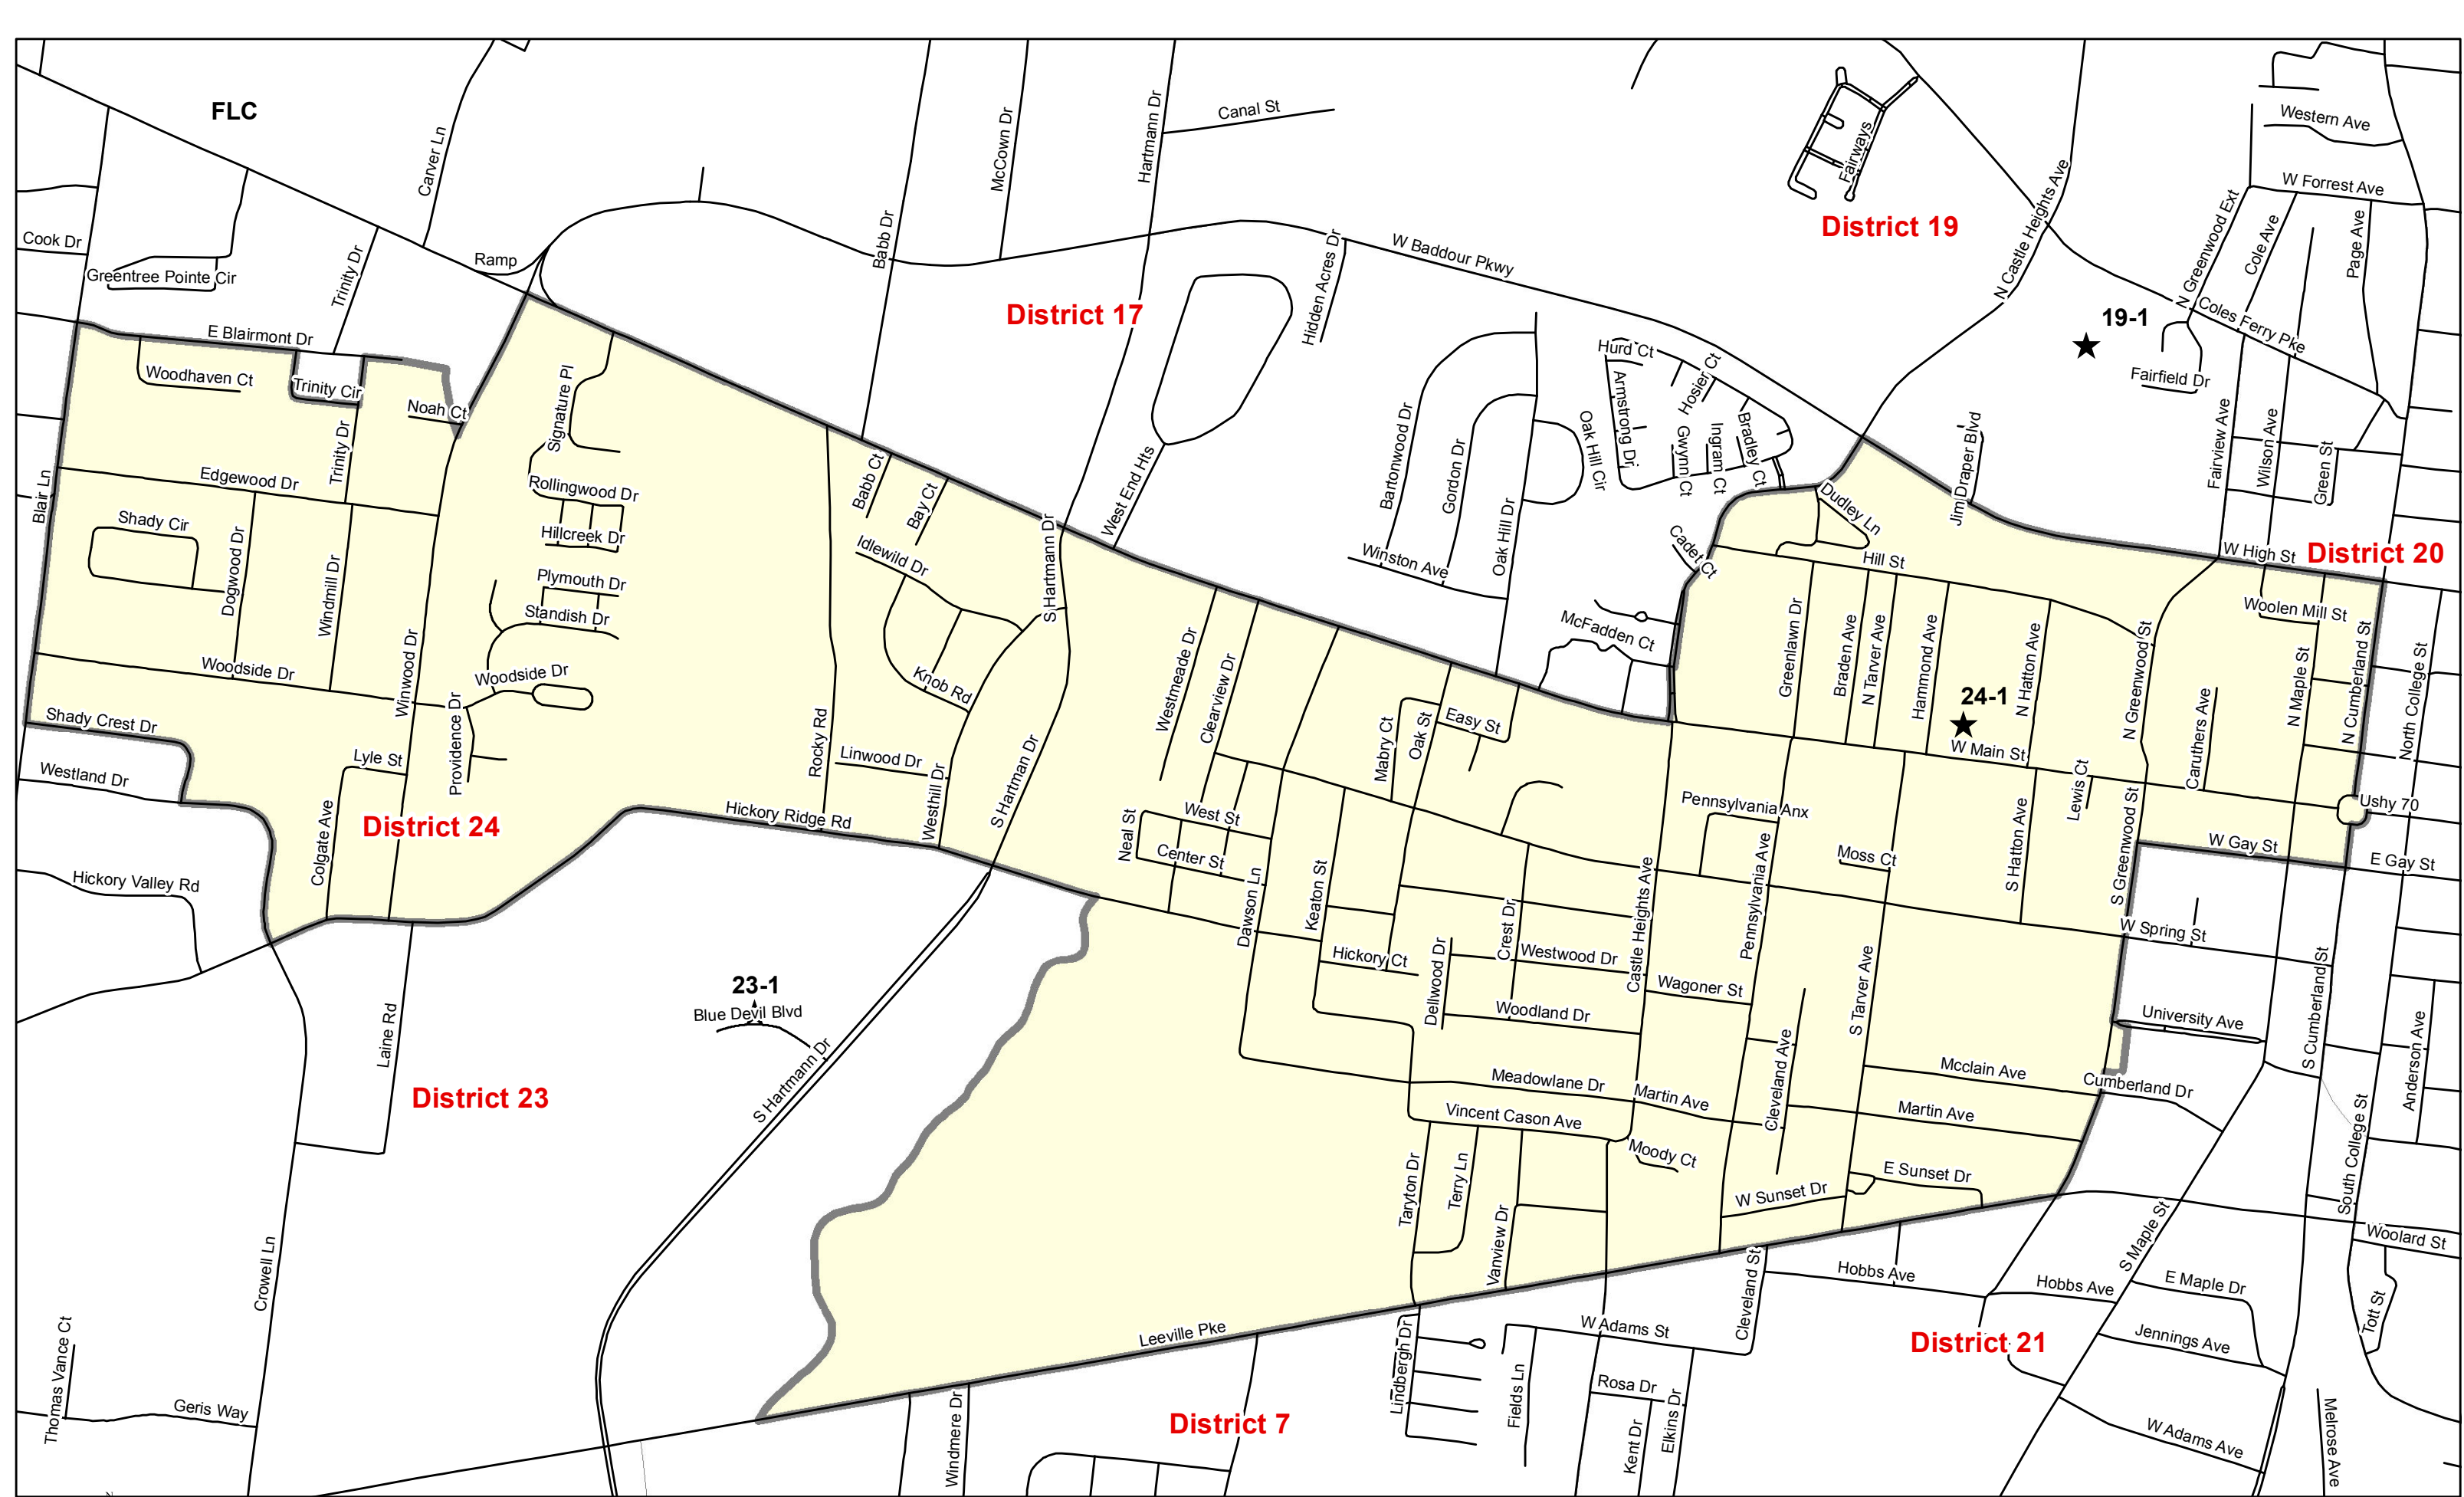 FLC
Carver Ln
McCown Dr
Hartmann Dr
Canal St
Fairways
Western Ave
W Forrest Ave
District 19
N Castle Heights Ave
N Greenwood Ext
Cole Ave
Page Ave
Cook Dr
Greentree Pointe Cir
Trinity Dr
Ramp
Babb Dr
W Baddour Pkwy
Hidden Acres Dr
District 17
19-1
Coles Ferry Pke
E Blairmont Dr
Woodhaven Ct
Trinity Cir
Noah Ct
Signature Pl
Hurd Ct
Armstrong Dr
Hosier Ct
Gwynn Ct
Ingram Ct
Bradley Ct
Fairfield Dr
Fairview Ave
Wilson Ave
Green St
Jim Draper Blvd
Bartonwood Dr
Gordon Dr
Oak Hill Cir
Oak Hill Dr
Blair Ln
Edgewood Dr
Trinity Dr
Rollingwood Dr
Babb Ct
Bay Ct
West End Hts
Dudley Ln
Shady Cir
Dogwood Dr
Windmill Dr
Hillcreek Dr
Idlewild Dr
S Hartmann Dr
Winston Ave
Cadet Ct
Hill St
W High St
District 20
Plymouth Dr
Standish Dr
McFadden Ct
Woolen Mill St
Woodside Dr
Woodside Dr
Winwood Dr
Providence Dr
Knob Rd
Westmeade Dr
Clearview Dr
Greenlawn Dr
Braden Ave
N Tarver Ave
Hammond Ave
N Hatton Ave
N Greenwood St
Caruthers Ave
N Maple St
N Cumberland St
North College St
24-1
Shady Crest Dr
Westland Dr
Lyle St
Rocky Rd
Linwood Dr
Westhill Dr
S Hartman Dr
Mabry Ct
Oak St
Easy St
W Main St
Lewis Ct
Ushy 70
District 24
Colgate Ave
Hickory Ridge Rd
Neal St
West St
Center St
Pennsylvania Anx
Moss Ct
W Gay St
E Gay St
Hickory Valley Rd
Dawson Ln
Keaton St
Hickory Ct
Dellwood Dr
Crest Dr
Westwood Dr
Castle Heights Ave
Wagoner St
Pennsylvania Ave
S Tarver Ave
S Hatton Ave
S Greenwood St
W Spring St
23-1
Blue Devil Blvd
Laine Rd
S Hartmann Dr
Woodland Dr
University Ave
S Cumberland St
Anderson Ave
District 23
Meadowlane Dr
Martin Ave
Cleveland Ave
Mcclain Ave
Cumberland Dr
Vincent Cason Ave
Martin Ave
Moody Ct
Tanyton Dr
Terry Ln
Vanview Dr
W Sunset Dr
E Sunset Dr
South College St
S Maple St
Woolard St
Crowell Ln
Cleveland St
Hobbs Ave
Hobbs Ave
E Maple Dr
Tott St
Leeville Pke
Lindbergh Dr
W Adams St
District 21
Jennings Ave
Thomas Vance Ct
Geris Way
Windmere Dr
District 7
Fields Ln
Rosa Dr
Kent Dr
Elkins Dr
W Adams Ave
Melrose Ave